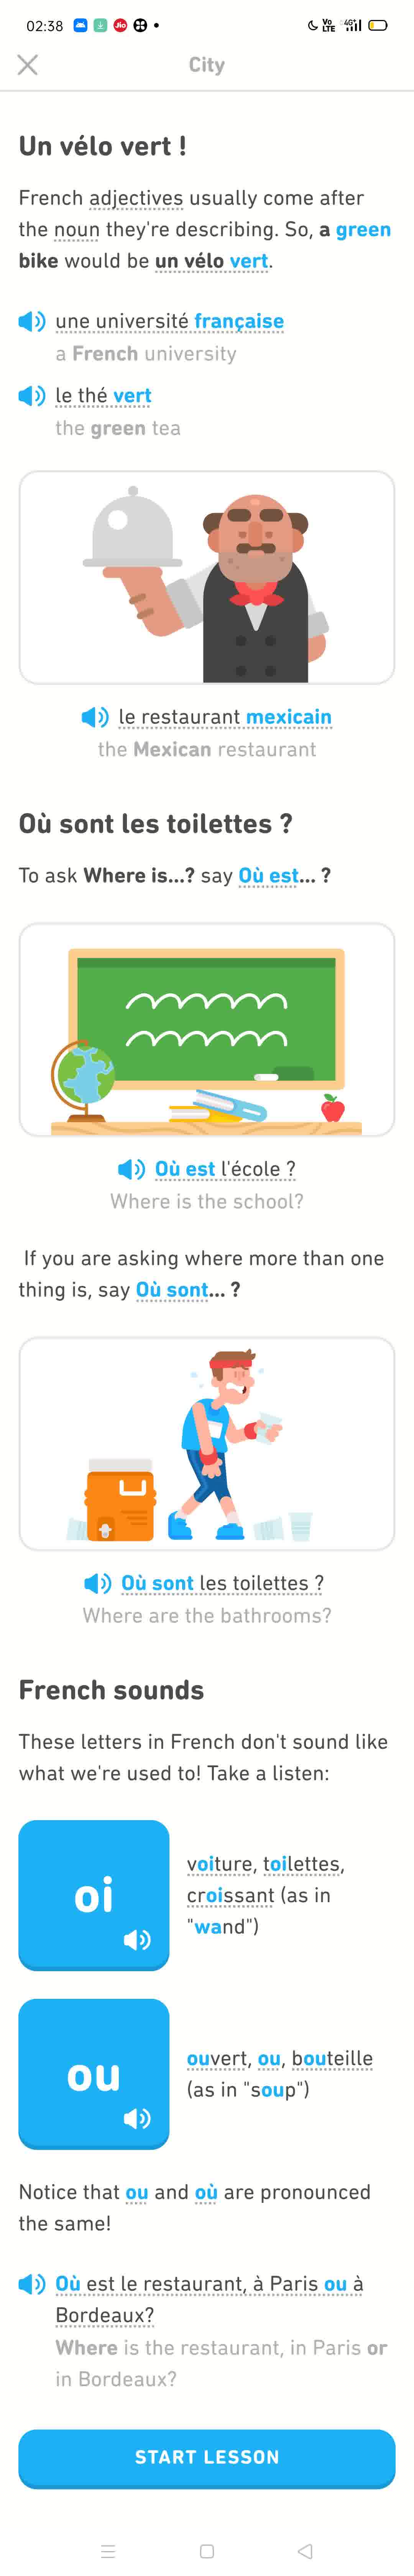 02:38
Jio
Vo
LTE
4G+
City
Un vélo vert !
French adjectives usually come after
the noun they're describing. So, a green
bike would be un vélo vert.
une université française
a French university
le thé vert
the green tea
le restaurant mexicain
the Mexican restaurant
Où sont les toilettes ?
To ask Where is...? say Où est... ?
Où est l'école ?
Where is the school?
If you are asking where more than one
thing is, say Où sont... ?
Où sont les toilettes ?
Where are the bathrooms?
French sounds
These letters in French don't sound like
what we're used to! Take a listen:
oi
voiture, toilettes,
croissant (as in
"wand")
ou
ouvert, ou, bouteille
(as in "soup")
Notice that ou and où are pronounced
the same!
Où est le restaurant, à Paris ou à
Bordeaux?
Where is the restaurant, in Paris or
in Bordeaux?
START LESSON